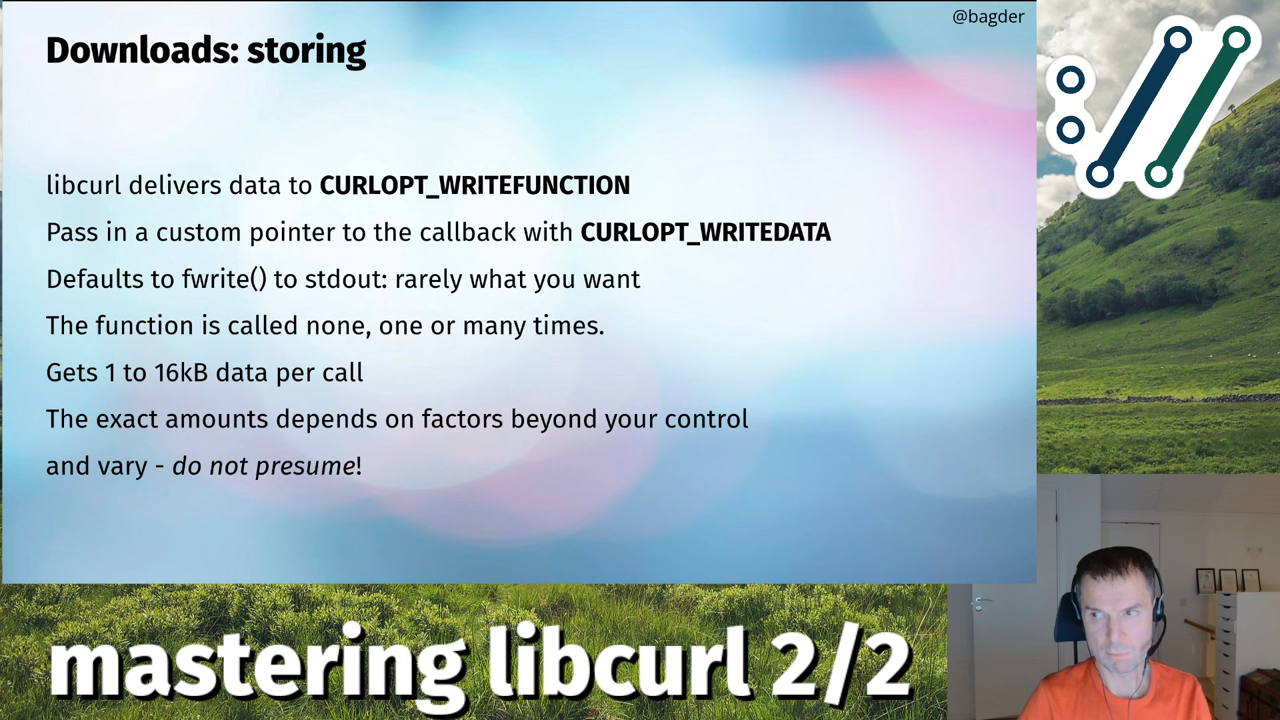 @bagder
Downloads: storing
libcurl delivers data to CURLOPT_WRITEFUNCTION
Pass in a custom pointer to the callback with CURLOPT_WRITEDATA
Defaults to fwrite() to stdout: rarely what you want
The function is called none, one or many times.
Gets 1 to 16kB data per call
The exact amounts depends on factors beyond your control
and vary - do not presume!
mastering libcurl 2/2